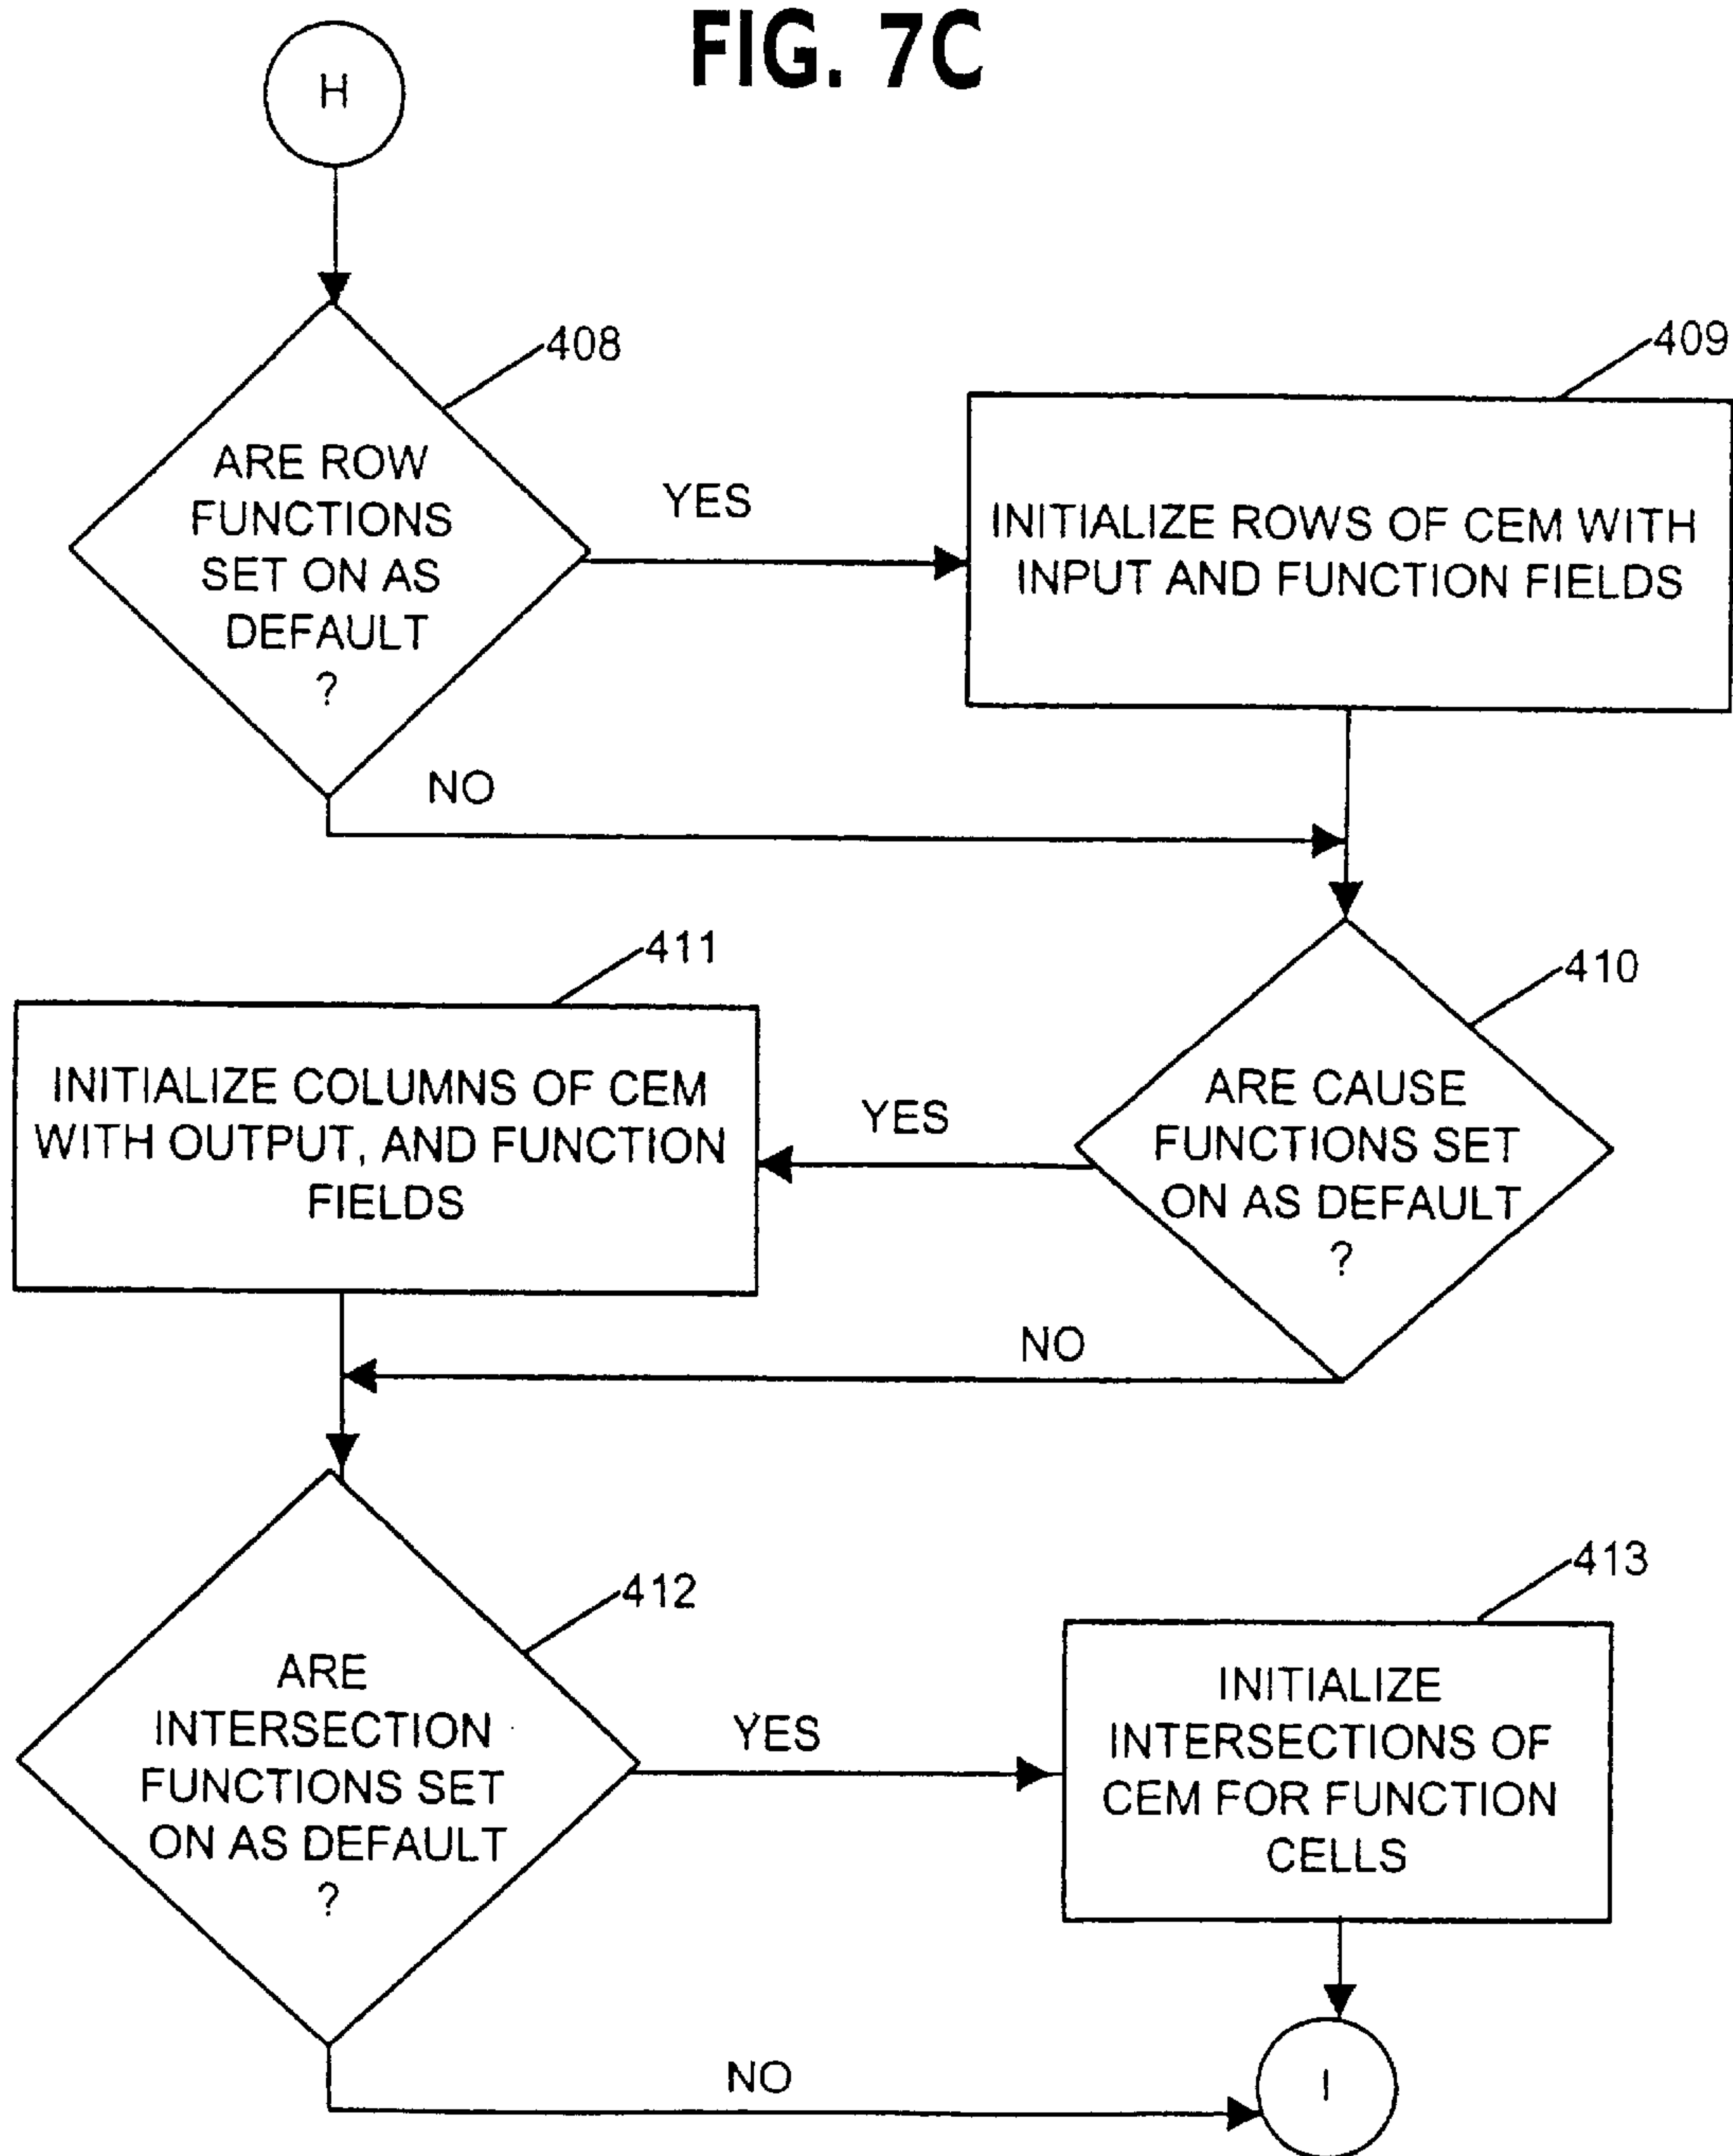 FIG. 7C
H
408
ARE ROW
FUNCTIONS
SET ON AS
DEFAULT
?
YES
409
INITIALIZE ROWS OF CEM WITH
INPUT AND FUNCTION FIELDS
NO
410
ARE CAUSE
FUNCTIONS SET
ON AS DEFAULT
?
YES
411
INITIALIZE COLUMNS OF CEM
WITH OUTPUT, AND FUNCTION
FIELDS
NO
412
ARE
INTERSECTION
FUNCTIONS SET
ON AS DEFAULT
?
YES
413
INITIALIZE
INTERSECTIONS OF
CEM FOR FUNCTION
CELLS
NO
I